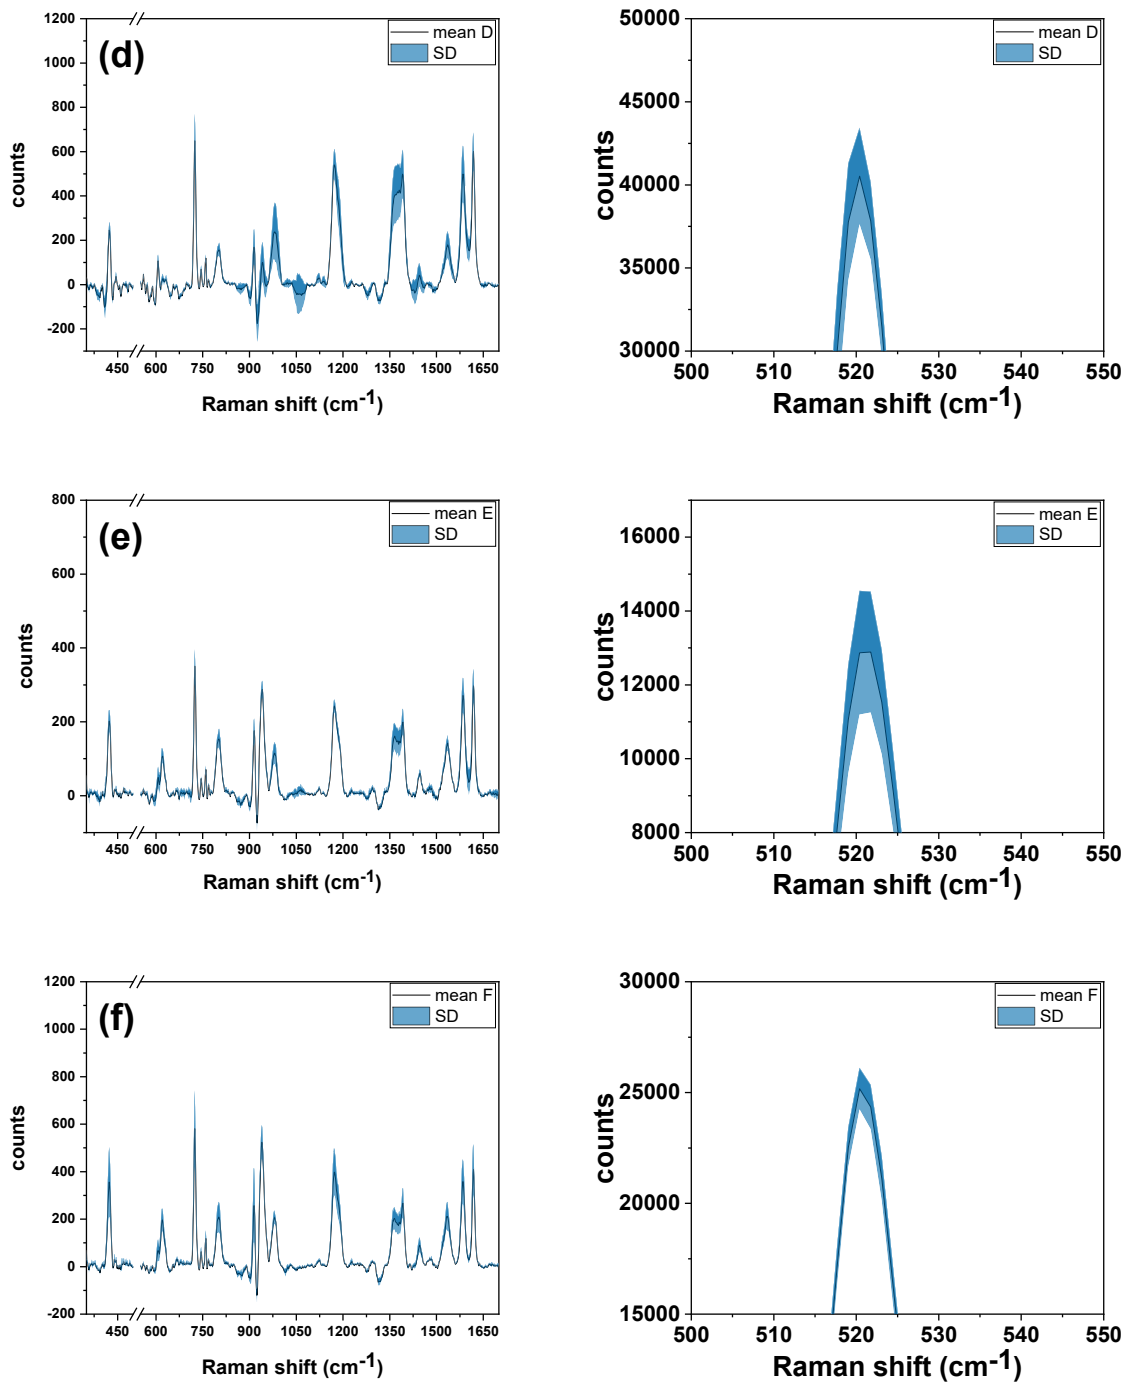 1200
1000
800
600
400
200
0
-200
counts
(d)
mean D
SD
450 600 750 900 1050 1200 1350 1500 1650
Raman shift (cm-1)
50000
45000
40000
35000
30000
counts
mean D
SD
500 510 520 530 540 550
Raman shift (cm-1)
800
600
400
200
0
counts
(e)
mean E
SD
450 600 750 900 1050 1200 1350 1500 1650
Raman shift (cm-1)
16000
14000
12000
10000
8000
counts
mean E
SD
500 510 520 530 540 550
Raman shift (cm-1)
1200
1000
800
600
400
200
0
-200
counts
(f)
mean F
SD
450 600 750 900 1050 1200 1350 1500 1650
Raman shift (cm-1)
30000
25000
20000
15000
counts
mean F
SD
500 510 520 530 540 550
Raman shift (cm-1)